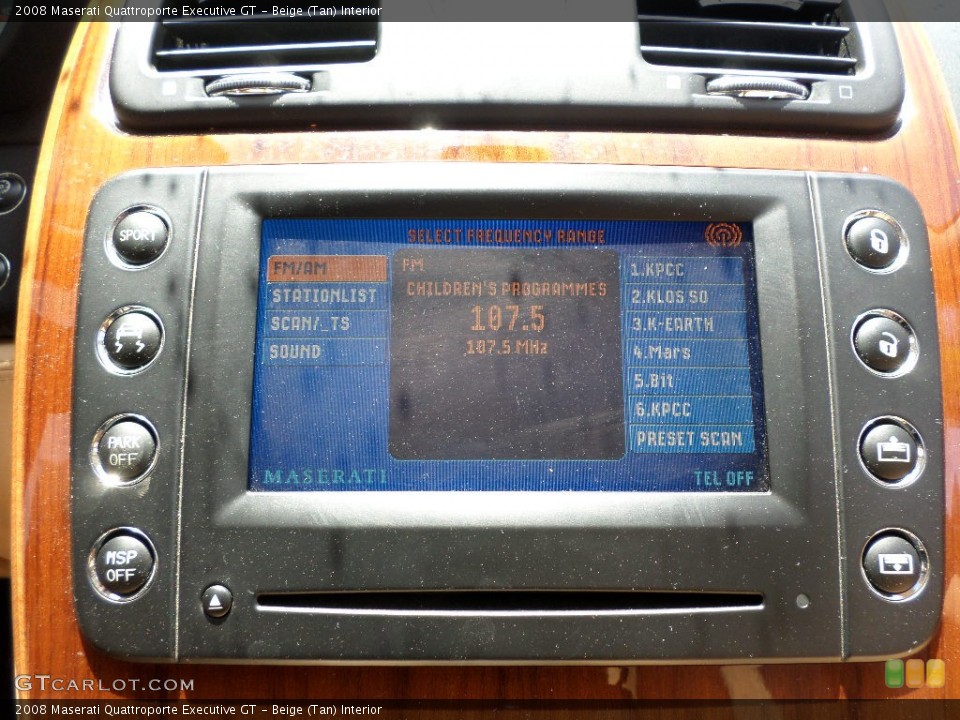 2008 Maserati Quattroporte Executive GT - Beige (Tan) Interior
SPORT
PARK
OFF
MSP
OFF
SELECT FREQUENCY RANGE
FM/AM
STATIONLIST
SCAN/_TS
SOUND
FM
CHILDREN'S PROGRAMMES
107.5
107.5 MHz
1.KPCC
2.KLOS SO
3.K-EARTH
4.Mars
5.Bit
6.KPCC
PRESET SCAN
MASERATI
TEL OFF
GTCARLOT.COM
2008 Maserati Quattroporte Executive GT - Beige (Tan) Interior